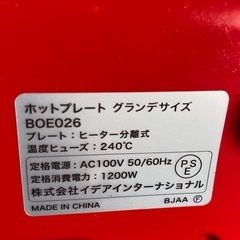 ホットプレート グランデサイズ
BOE026
プレート：ヒーター分離式
温度ヒューズ：240℃
定格電源：AC100V 50/60Hz
定格消費電力：1200W
株式会社イデアインターナショナル
MADE IN CHINA
BJAA Ⓕ
PSE